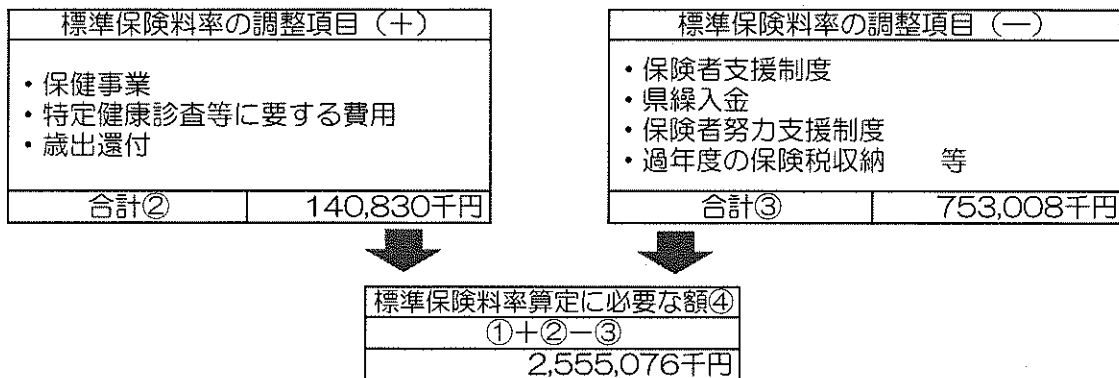 標準保険料率の調整項目（＋）
・保健事業
・特定健康診査等に要する費用
・歳出還付
合計② 140,830千円
標準保険料率の調整項目（－）
・保険者支援制度
・県繰入金
・保険者努力支援制度
・過年度の保険税収納 等
合計③ 753,008千円
標準保険料率算定に必要な額④
①＋②－③
2,555,076千円